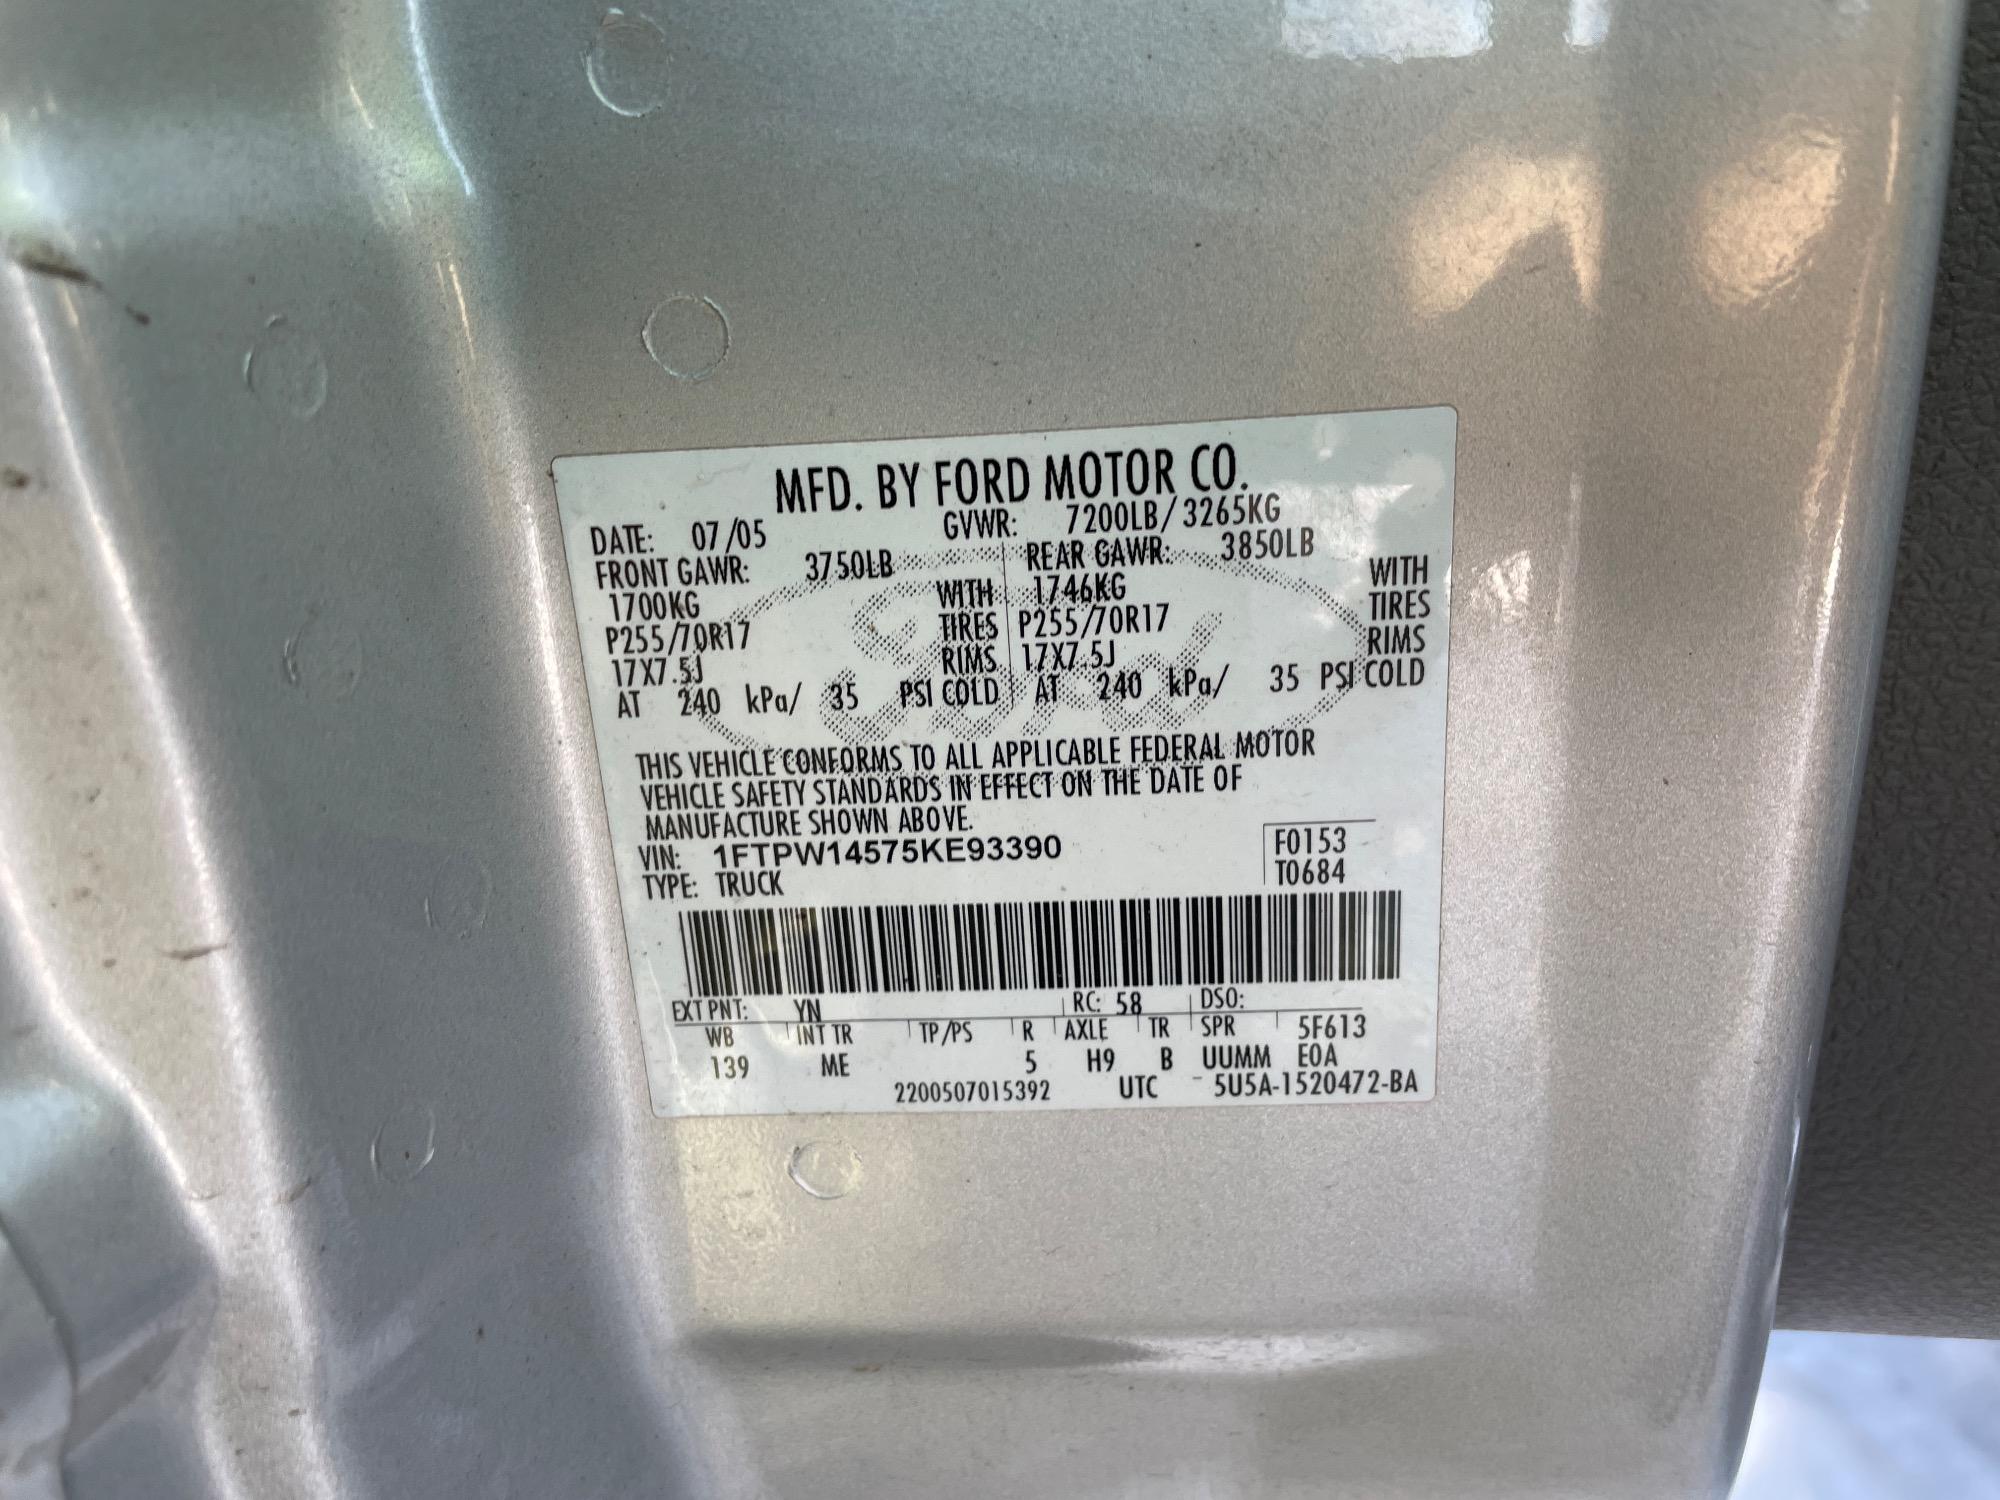 MFD. BY FORD MOTOR CO.
DATE: 07/05 GVWR: 7200LB/3265KG
FRONT GAWR: 3750LB REAR GAWR: 3850LB
1700KG WITH 1746KG WITH
P255/70R17 TIRES P255/70R17 TIRES
17X7.5J RIMS 17X7.5J RIMS
AT 240 kPa/ 35 PSI COLD AT 240 kPa/ 35 PSI COLD
Ford
THIS VEHICLE CONFORMS TO ALL APPLICABLE FEDERAL MOTOR
VEHICLE SAFETY STANDARDS IN EFFECT ON THE DATE OF
MANUFACTURE SHOWN ABOVE.
VIN: 1FTPW14575KE93390 F0153
TYPE: TRUCK T0684
EXT PNT: YN RC: 58 DSO:
WB INT TR TP/PS R AXLE TR SPR 5F613
139 ME 5 H9 B UUMM E0A
2200507015392 UTC 5U5A-1520472-BA